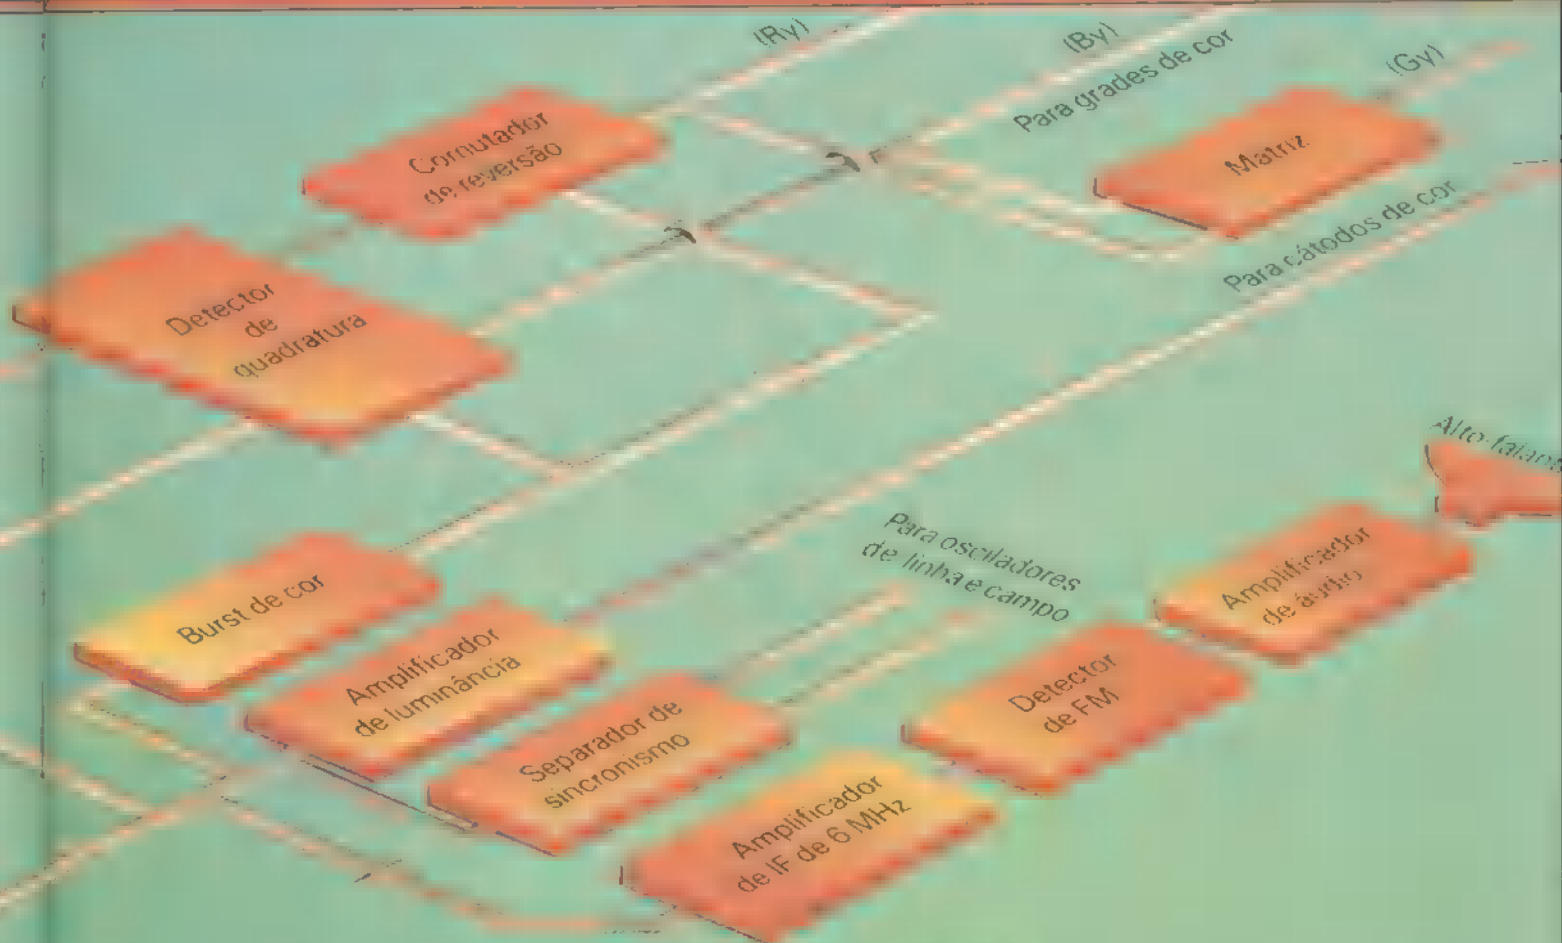 (Ry)
(By)
Para grades de cor
(Gy)
Comutador
de reversão
Matriz
Para cátodos de cor
Detector
de
quadratura
Alto-falante
Para osciladores
de linha e campo
Amplificador
de áudio
Burst de cor
Amplificador
de luminância
Detector
de FM
Separador de
sincronismo
Amplificador
de IF de 6 MHz